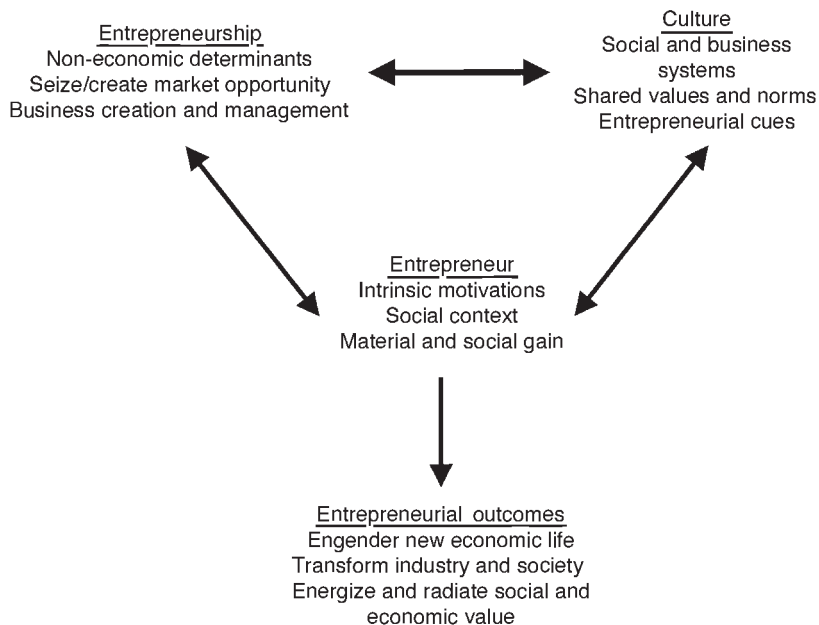 Entrepreneurship
Non-economic determinants
Seize/create market opportunity
Business creation and management
Culture
Social and business
systems
Shared values and norms
Entrepreneurial cues
Entrepreneur
Intrinsic motivations
Social context
Material and social gain
Entrepreneurial outcomes
Engender new economic life
Transform industry and society
Energize and radiate social and
economic value